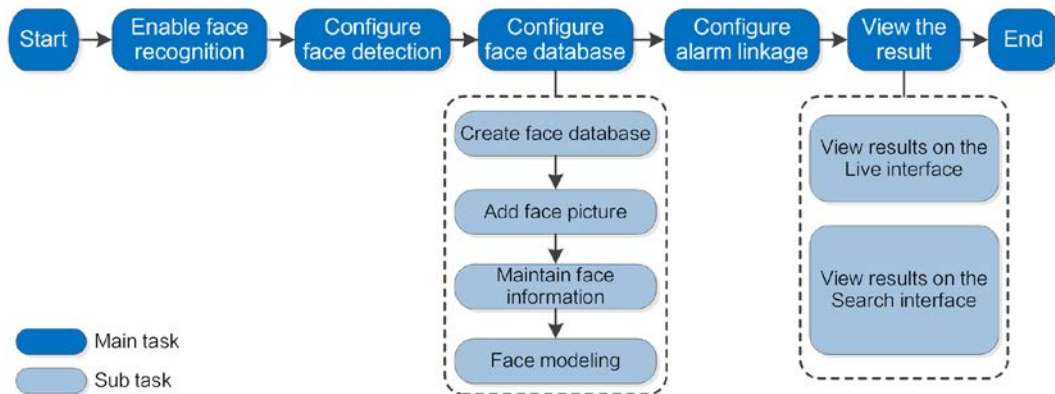 Start
Enable face
recognition
Configure
face detection
Configure
face database
Configure
alarm linkage
View the
result
End
Create face database
Add face picture
Maintain face
information
Face modeling
View results on the
Live interface
View results on the
Search interface
Main task
Sub task